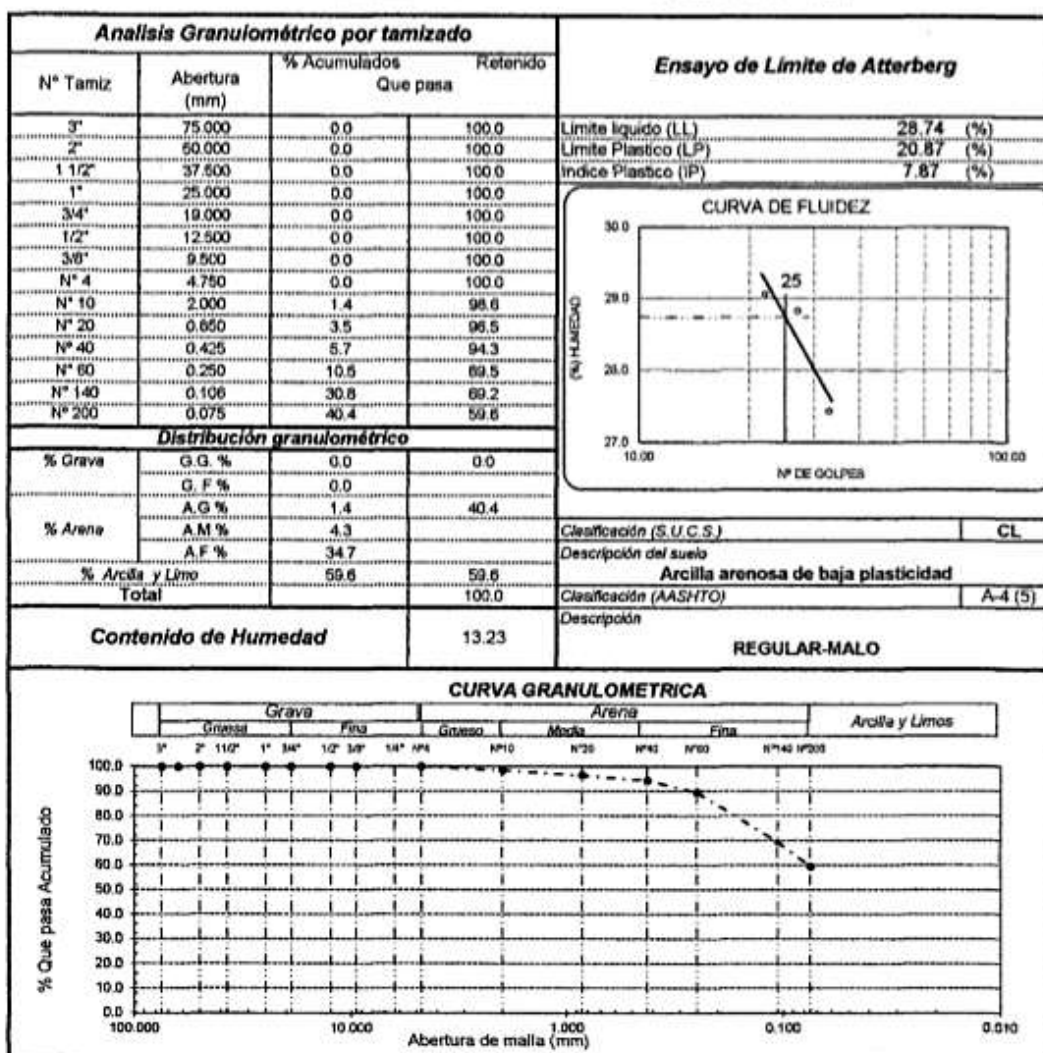 Analisis Granulométrico por tamizado
N° Tamiz
Abertura (mm)
% Acumulados Retenido
Que pasa
3" 75.000 0.0 100.0
2" 50.000 0.0 100.0
1 1/2" 37.500 0.0 100.0
1" 25.000 0.0 100.0
3/4" 19.000 0.0 100.0
1/2" 12.500 0.0 100.0
3/8" 9.500 0.0 100.0
N° 4 4.750 0.0 100.0
N° 10 2.000 1.4 98.6
N° 20 0.850 3.5 96.5
Nº 40 0.425 5.7 94.3
N° 60 0.250 10.5 89.5
N° 140 0.106 30.8 69.2
Nº 200 0.075 40.4 59.6
Distribución granulométrico
% Grava G.G. % 0.0 0.0
G. F % 0.0
A.G % 1.4 40.4
% Arena A.M % 4.3
A.F % 34.7
% Arcilla y Limo 59.6 59.6
Total 100.0
Contenido de Humedad 13.23
Ensayo de Límite de Atterberg
Limite liquido (LL) 28.74 (%)
Limite Plastico (LP) 20.87 (%)
Indice Plastico (IP) 7.87 (%)
CURVA DE FLUIDEZ
30.0
25
29.0
28.0
27.0
(%) HUMEDAD
10.00 100.00
Nº DE GOLPES
Clasificación (S.U.C.S.) CL
Descripción del suelo
Arcilla arenosa de baja plasticidad
Clasificación (AASHTO) A-4 (5)
Descripción
REGULAR-MALO
CURVA GRANULOMETRICA
Grava Arena Arcilla y Limos
Gruesa Fina Grueso Media Fina
3" 2" 1 1/2" 1" 3/4" 1/2" 3/8" 1/4" Nº4 Nº10 N°20 Nº40 N°60 N°140 Nº200
100.0
90.0
80.0
70.0
60.0
50.0
40.0
30.0
20.0
10.0
0.0
% Que pasa Acumulado
100.000 10.000 1.000 0.100 0.010
Abertura de malla (mm)